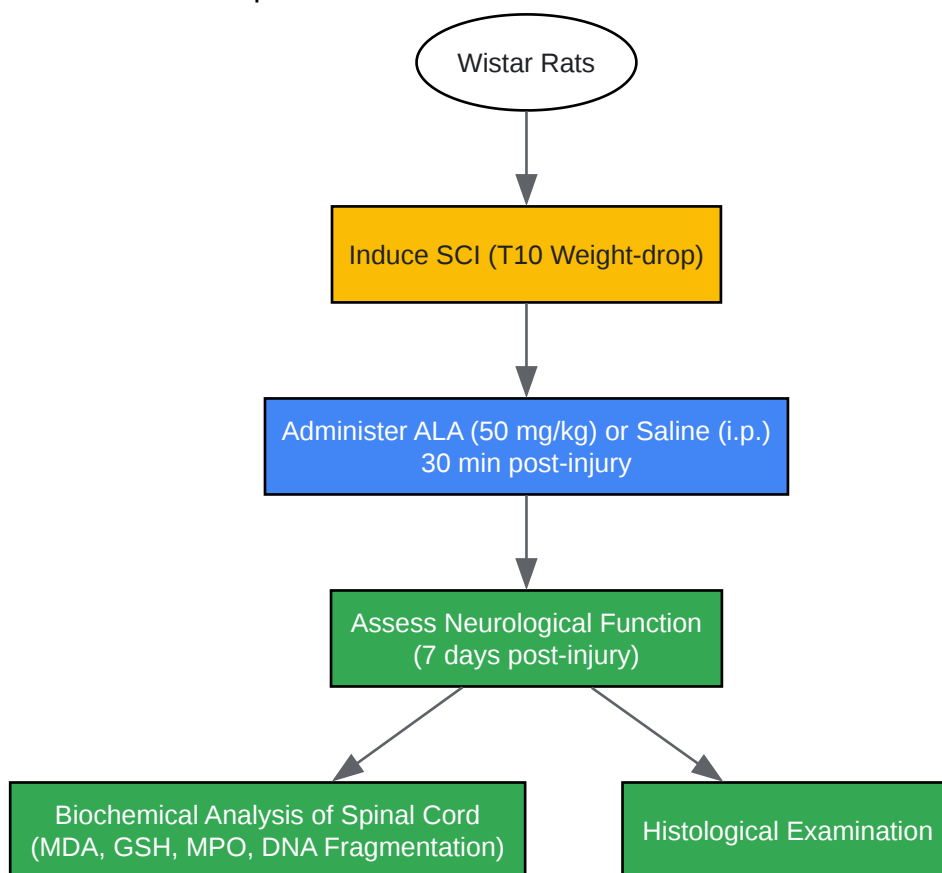 Wistar Rats
Induce SCI (T10 Weight-drop)
Administer ALA (50 mg/kg) or Saline (i.p.)
30 min post-injury
Assess Neurological Function
(7 days post-injury)
Biochemical Analysis of Spinal Cord
(MDA, GSH, MPO, DNA Fragmentation)
Histological Examination